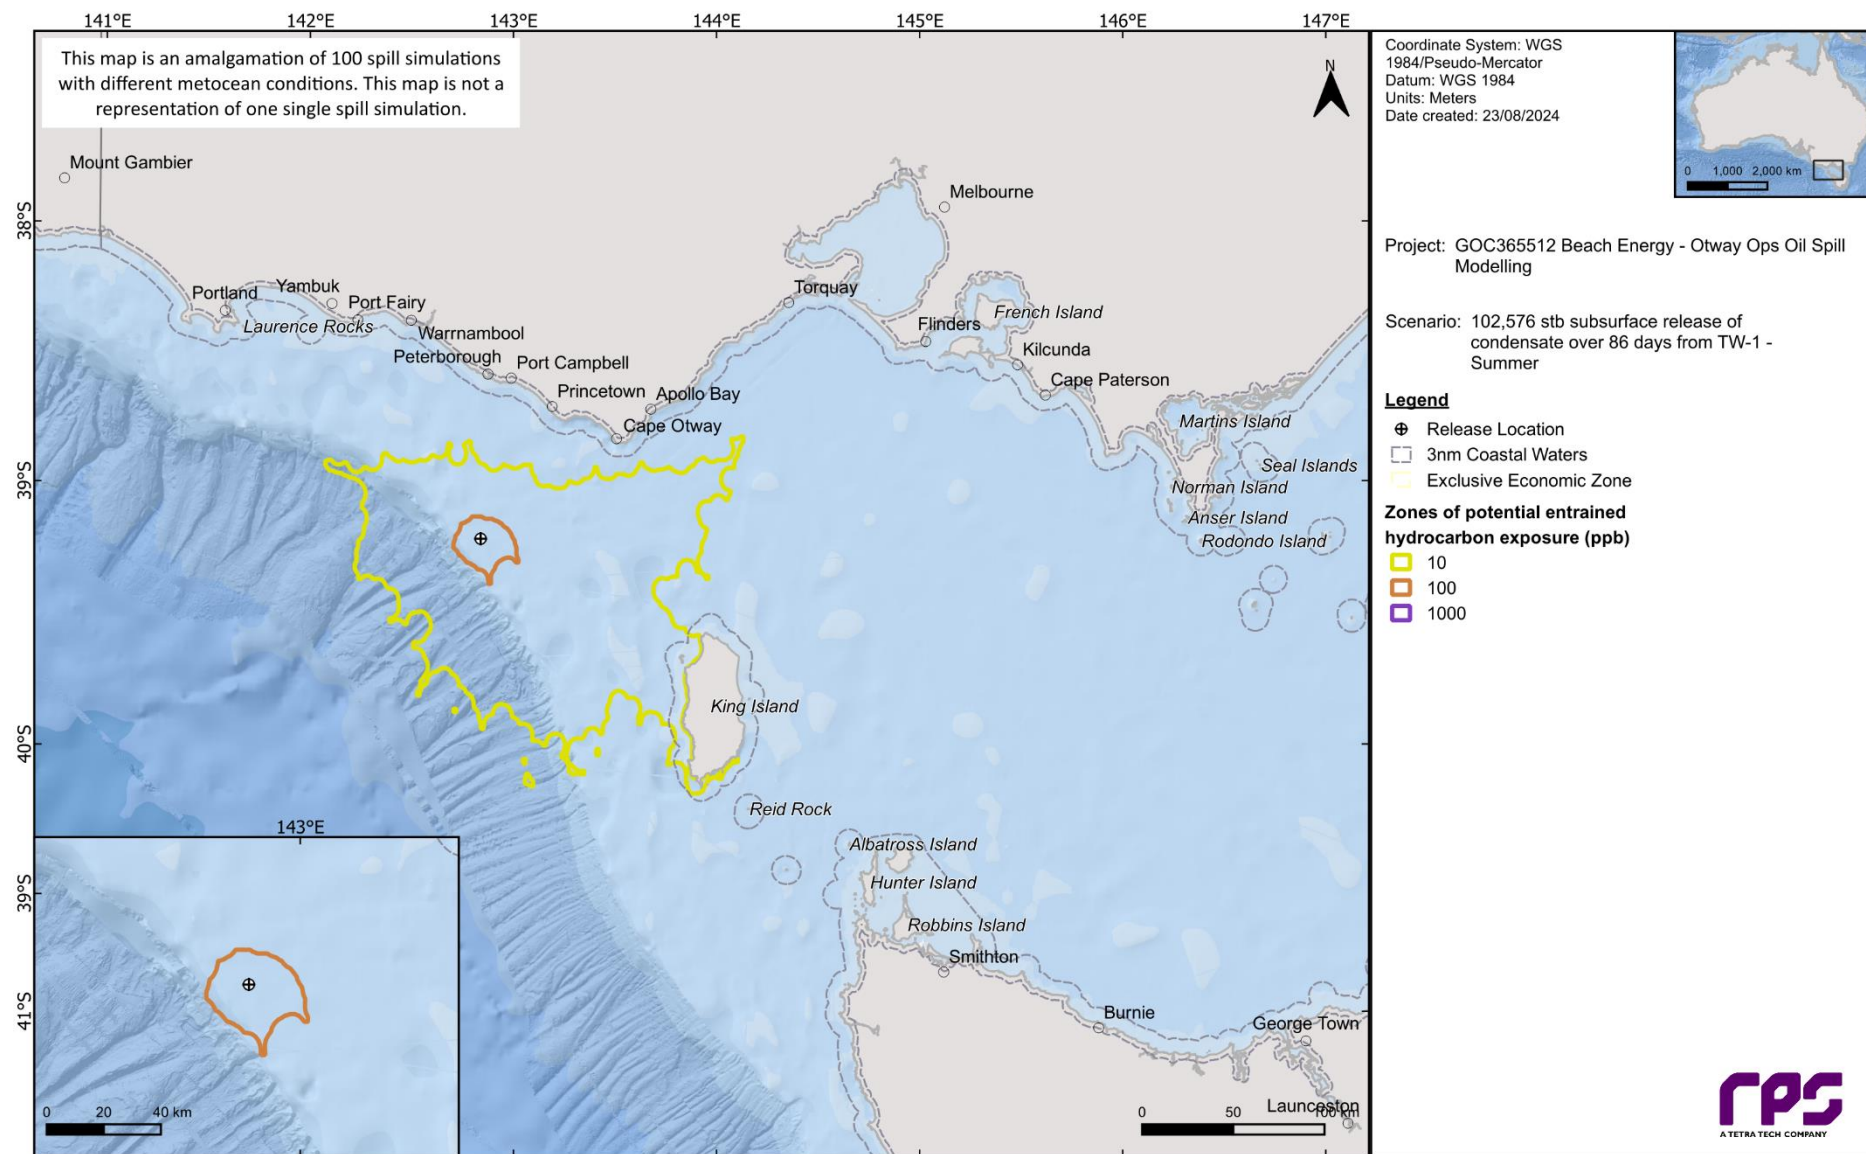 141°E 142°E 143°E 144°E 145°E 146°E 147°E
This map is an amalgamation of 100 spill simulations
with different metocean conditions. This map is not a
representation of one single spill simulation.
N
38°S
39°S
40°S
41°S
Mount Gambier
Melbourne
Portland
Yambuk
Port Fairy
Laurence Rocks
Warrnambool
Peterborough
Port Campbell
Princetown
Apollo Bay
Cape Otway
Torquay
French Island
Flinders
Kilcunda
Cape Paterson
Martins Island
Seal Islands
Norman Island
Anser Island
Rodondo Island
King Island
Reid Rock
Albatross Island
Hunter Island
Robbins Island
Smithton
Burnie
George Town
Launceston
0 50 100 km
143°E
39°S
0 20 40 km
Coordinate System: WGS
1984/Pseudo-Mercator
Datum: WGS 1984
Units: Meters
Date created: 23/08/2024
0 1,000 2,000 km
Project: GOC365512 Beach Energy - Otway Ops Oil Spill
Modelling
Scenario: 102,576 stb subsurface release of
condensate over 86 days from TW-1 -
Summer
Legend
Release Location
3nm Coastal Waters
Exclusive Economic Zone
Zones of potential entrained
hydrocarbon exposure (ppb)
10
100
1000
rps
A TETRA TECH COMPANY